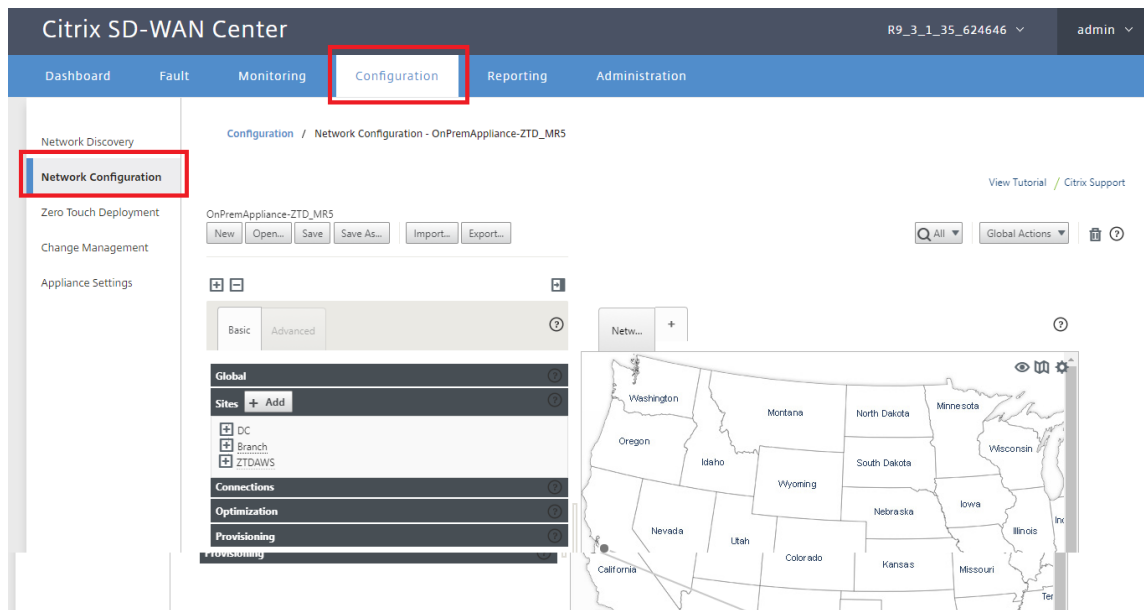 Citrix SD-WAN Center R9_3_1_35_624646 admin
Dashboard Fault Monitoring Configuration Reporting Administration
Network Discovery
Network Configuration
Zero Touch Deployment
Change Management
Appliance Settings
Configuration / Network Configuration - OnPremAppliance-ZTD_MR5
View Tutorial / Citrix Support
OnPremAppliance-ZTD_MR5
New Open... Save Save As... Import... Export... All Global Actions
Basic Advanced
Netw... +
Global
Sites + Add
DC
Branch
ZTDAWS
Connections
Optimization
Provisioning
Provisioning
Washington
Montana
North Dakota
Minnesota
Oregon
Idaho
South Dakota
Wisconsin
Wyoming
Nebraska
Iowa
Illinois
Nevada
Utah
Colorado
Kansas
Missouri
California